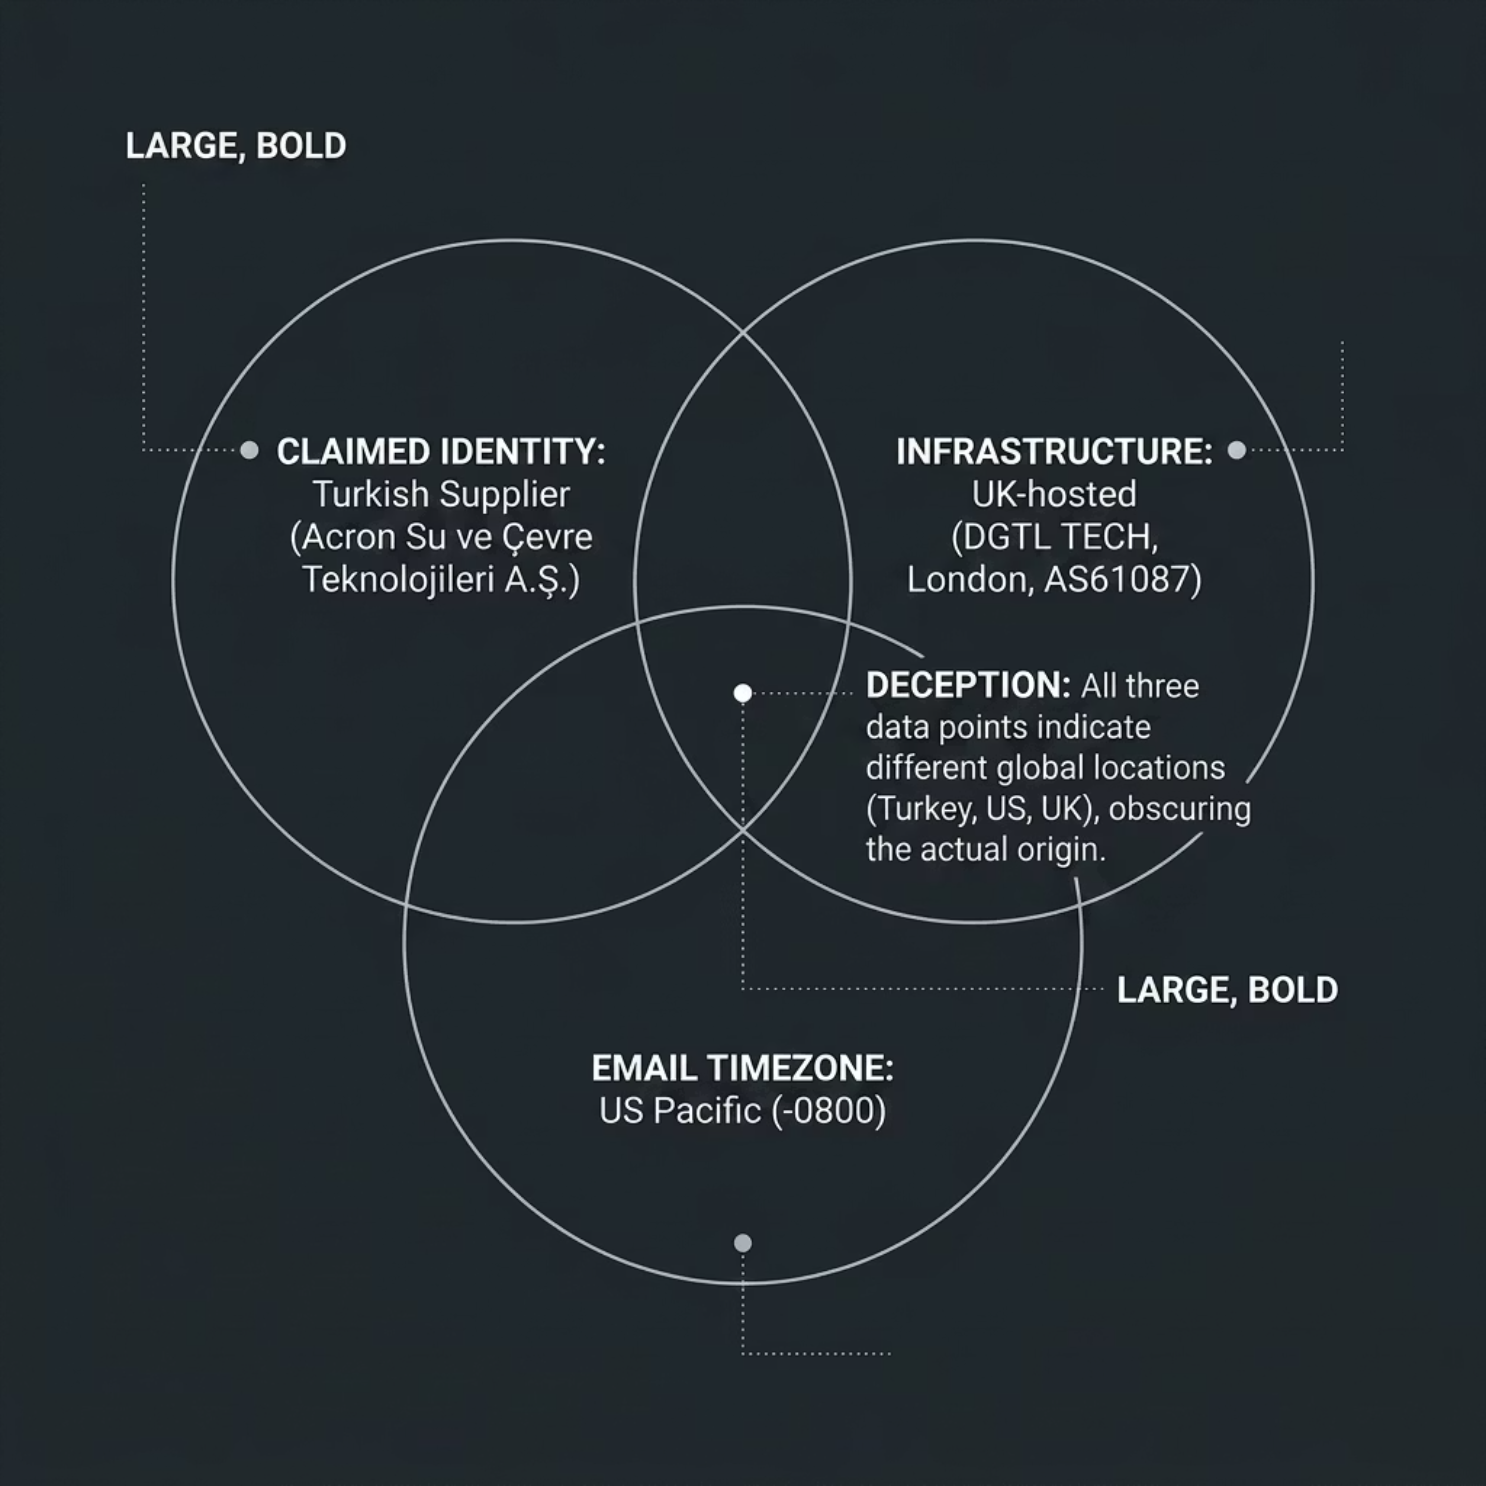 LARGE, BOLD
CLAIMED IDENTITY:
Turkish Supplier
(Acron Su ve Çevre
Teknolojileri A.Ş.)
INFRASTRUCTURE:
UK-hosted
(DGTL TECH,
London, AS61087)
DECEPTION: All three
data points indicate
different global locations
(Turkey, US, UK), obscuring
the actual origin.
LARGE, BOLD
EMAIL TIMEZONE:
US Pacific (-0800)